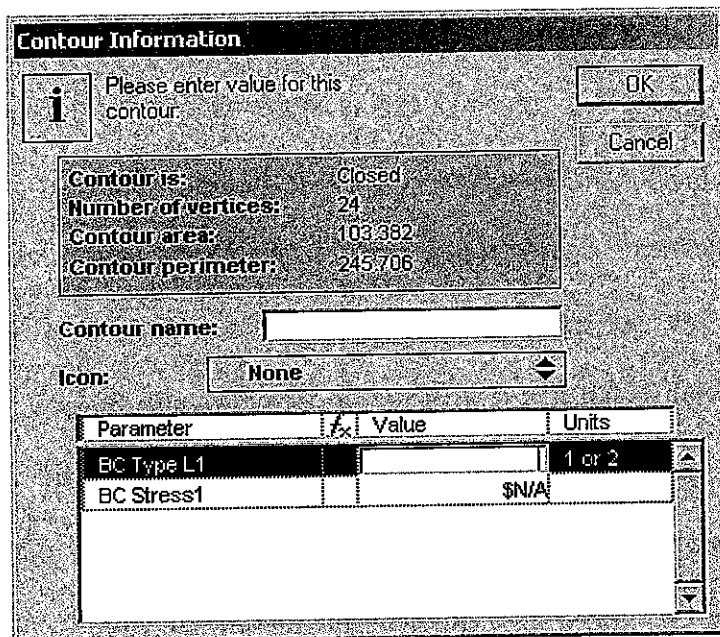 Contour Information
Please enter value for this
contour.
OK
Cancel
Contour is: Closed
Number of vertices: 24
Contour area: 103.382
Contour perimeter: 245.706
Contour name:
Icon: None
Parameter fx Value Units
BC Type L1 1 or 2
BC Stress1 $N/A